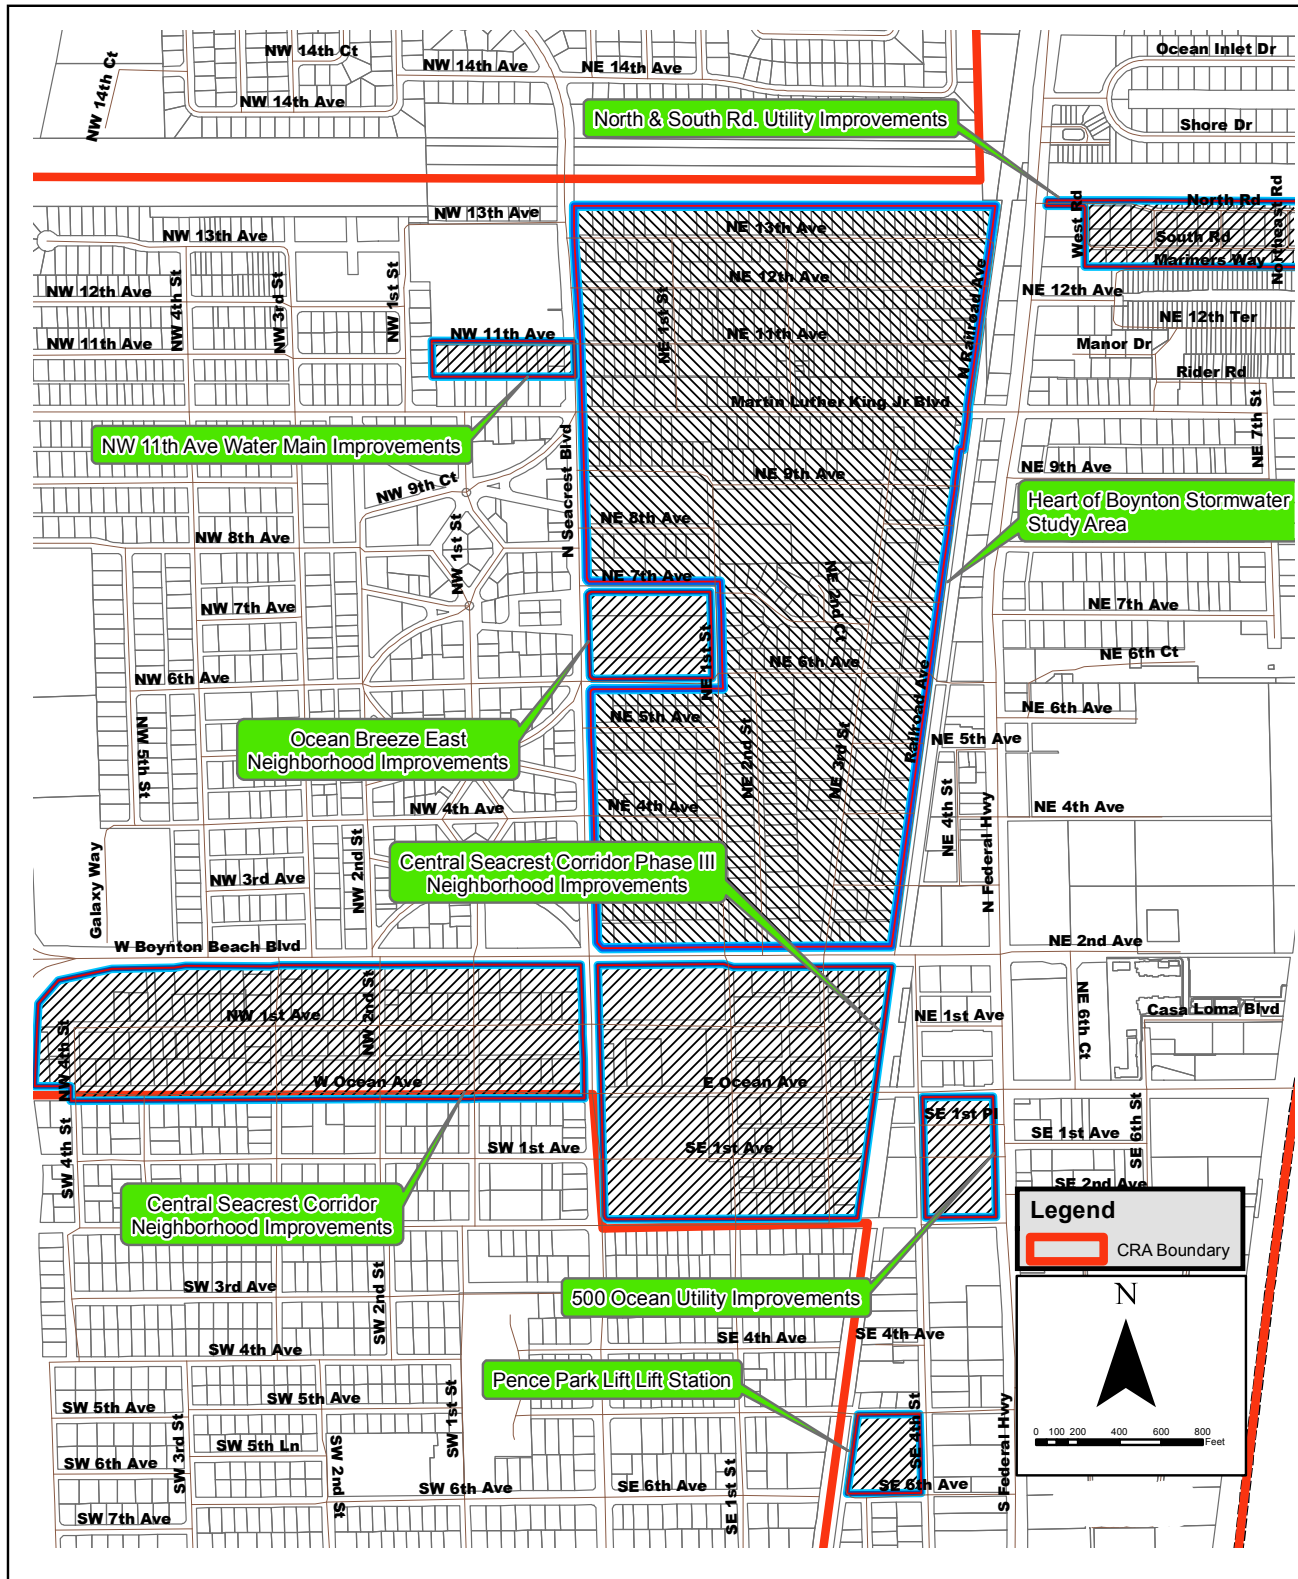 Ocean Inlet Dr
NW 14th Ct
NW 14th Ct
NW 14th Ave
NE 14th Ave
NW 14th Ave
North & South Rd. Utility Improvements
Shore Dr
North Rd
Northeast Rd
West Rd
South Rd
Mariners Way
NW 13th Ave
NW 13th Ave
NE 13th Ave
NW 4th St
NW 3rd St
NW 1st St
NE 12th Ave
NW 12th Ave
NE 1st St
N Railroad Ave
NE 12th Ave
NE 12th Ter
NW 11th Ave
NW 11th Ave
NE 11th Ave
Manor Dr
Rider Rd
Martin Luther King Jr Blvd
NE 7th St
NW 11th Ave Water Main Improvements
N Seacrest Blvd
NE 9th Ave
NE 9th Ave
NW 9th Ct
Heart of Boynton Stormwater
Study Area
NE 8th Ave
NW 8th Ave
NW 1st St
NE 7th Ave
NE 2nd Ct
NW 7th Ave
NE 7th Ave
NE 1st St
NE 6th Ave
NE 6th Ct
NW 6th Ave
Railroad Ave
NE 6th Ave
NW 5th St
NE 5th Ave
NE 2nd St
NE 3rd St
NE 5th Ave
Ocean Breeze East
Neighborhood Improvements
NE 4th St
NW 4th Ave
NE 4th Ave
NE 4th Ave
N Federal Hwy
Central Seacrest Corridor Phase III
Neighborhood Improvements
Galaxy Way
NW 3rd Ave
NW 2nd St
W Boynton Beach Blvd
NE 2nd Ave
NW 2nd St
NW 1st Ave
NE 1st Ave
NE 6th Ct
Casa Loma Blvd
NW 4th St
W Ocean Ave
E Ocean Ave
SE 1st Pl
SW 4th St
SW 1st Ave
SE 1st Ave
SE 1st Ave
SE 6th St
SE 2nd Ave
Central Seacrest Corridor
Neighborhood Improvements
Legend
CRA Boundary
SW 3rd Ave
SW 2nd St
500 Ocean Utility Improvements
N
SW 4th Ave
SE 4th Ave
SE 4th Ave
Pence Park Lift Lift Station
SW 5th Ave
SW 5th Ave
SW 1st St
SW 3rd St
SW 5th Ln
SW 2nd St
SE 4th St
S Federal Hwy
0 100 200 400 600 800
Feet
SW 6th Ave
SW 6th Ave
SE 6th Ave
SE 1st St
SE 6th Ave
SW 7th Ave